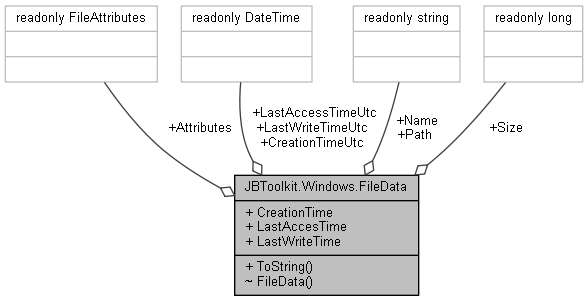 readonly FileAttributes
readonly DateTime
readonly string
readonly long
+Attributes
+LastAccessTimeUtc
+LastWriteTimeUtc
+CreationTimeUtc
+Name
+Path
+Size
JBToolkit.Windows.FileData
+ CreationTime
+ LastAccesTime
+ LastWriteTime
+ ToString()
~ FileData()